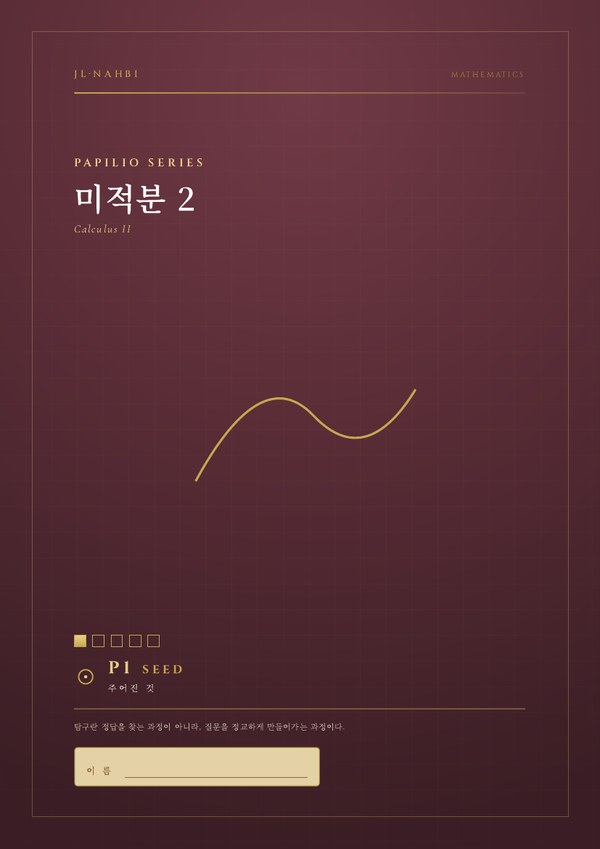 JL·NAHBI
MATHEMATICS
PAPILIO SERIES
미적분 2
Calculus II
P1 SEED
주어진 것
탐구란 정답을 찾는 과정이 아니라, 질문을 정교하게 만들어가는 과정이다.
이 름